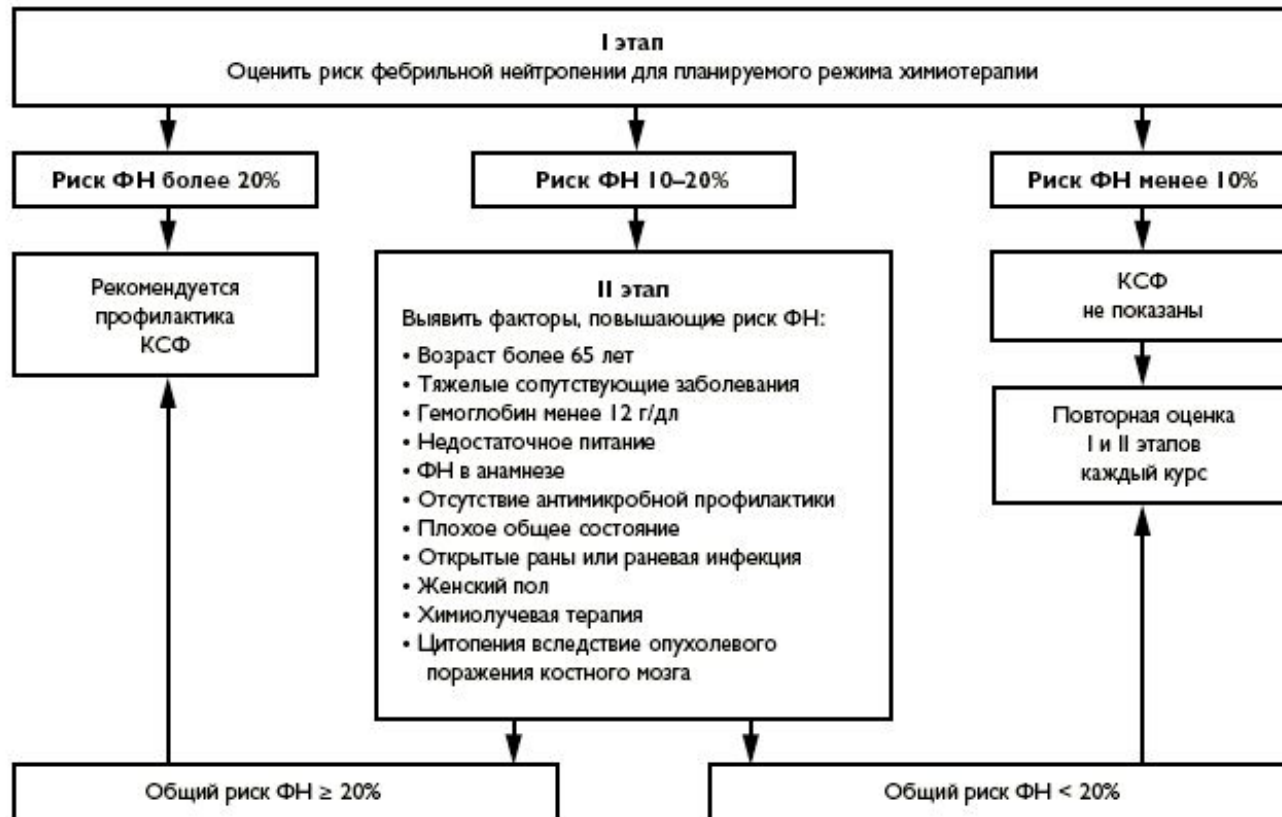 I этап
Оценить риск фебрильной нейтропении для планируемого режима химиотерапии
Риск ФН более 20%
Риск ФН 10–20%
Риск ФН менее 10%
Рекомендуется
профилактика
КСФ
II этап
Выявить факторы, повышающие риск ФН:
• Возраст более 65 лет
• Тяжелые сопутствующие заболевания
• Гемоглобин менее 12 г/дл
• Недостаточное питание
• ФН в анамнезе
• Отсутствие антимикробной профилактики
• Плохое общее состояние
• Открытые раны или раневая инфекция
• Женский пол
• Химиолучевая терапия
• Цитопения вследствие опухолевого
поражения костного мозга
КСФ
не показаны
Повторная оценка
I и II этапов
каждый курс
Общий риск ФН ≥ 20%
Общий риск ФН < 20%